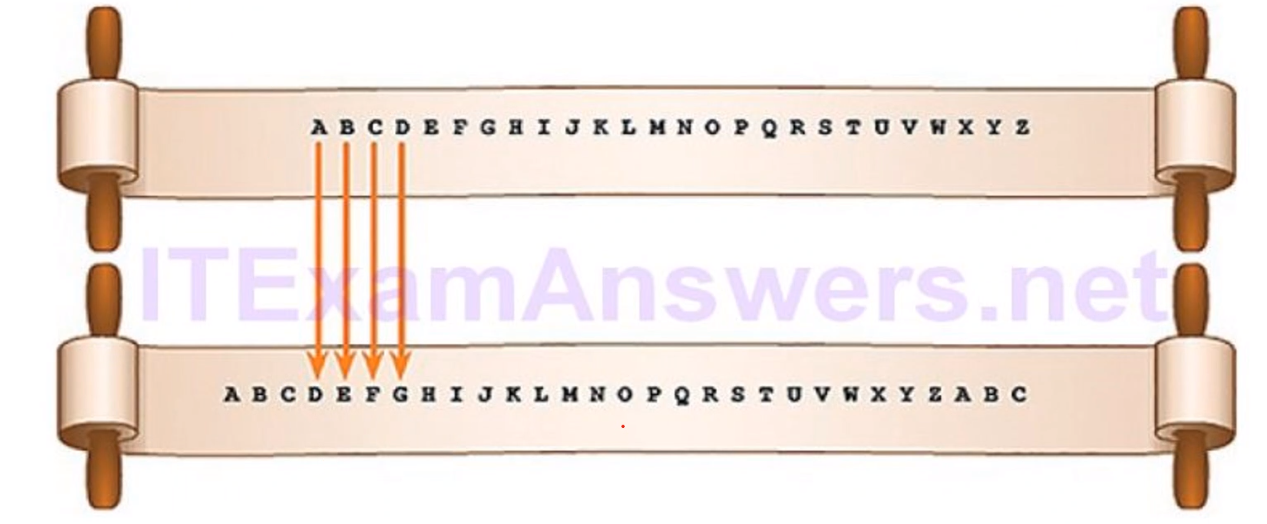 A B C D E F G H I J K L M N O P Q R S T U V W X Y Z
ITExamAnswers.net
A B C D E F G H I J K L M N O P Q R S T U V W X Y Z A B C